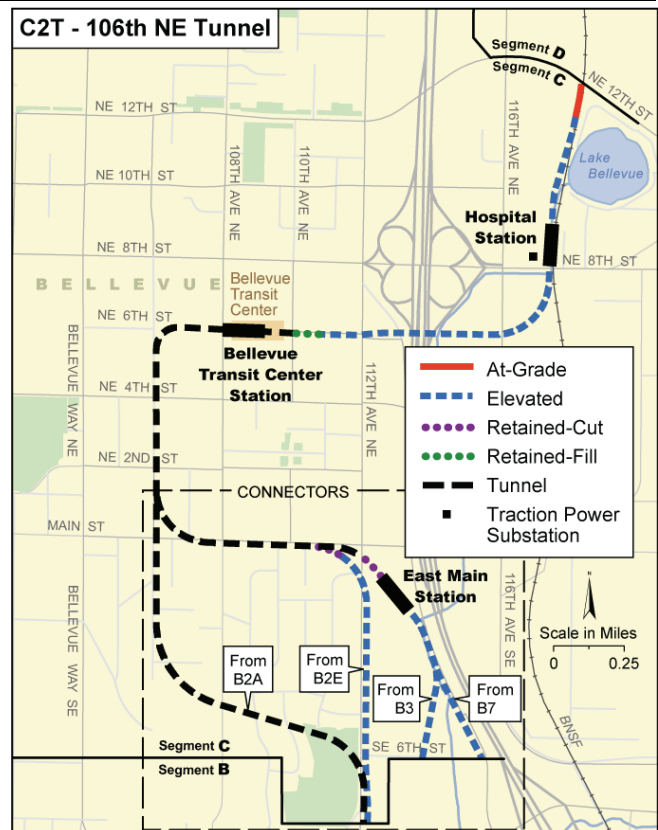 C2T - 106th NE Tunnel
Segment D
Segment C
NE 12TH ST
NE 12TH ST
116TH AVE NE
108TH AVE NE
110TH AVE NE
Lake
Bellevue
NE 10TH ST
Hospital
Station
NE 8TH ST
NE 8TH ST
BELLEVUE
Bellevue
Transit
Center
NE 6TH ST
Bellevue
Transit Center
Station
BELLEVUE WAY NE
112TH AVE NE
NE 4TH ST
NE 2ND ST
At-Grade
Elevated
Retained-Cut
Retained-Fill
Tunnel
Traction Power
Substation
CONNECTORS
MAIN ST
East Main
Station
116TH AVE SE
N
Scale in Miles
0 0.25
BELLEVUE WAY SE
From
B2A
From
B2E
From
B3
From
B7
BNSF
SE 6TH ST
Segment C
Segment B